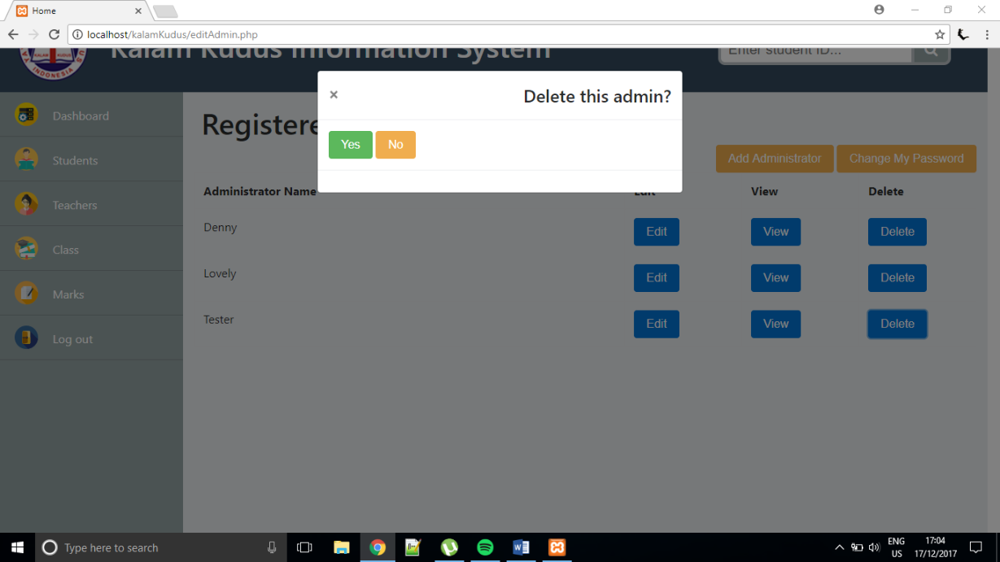 Home
localhost/kalamKudus/editAdmin.php
Kalam Kudus Information System
Enter student ID...
KALAM KUDUS
INDONESIA
Delete this admin?
Yes No
Dashboard
Students
Teachers
Class
Marks
Log out
Add Administrator Change My Password
Administrator Name Edit View Delete
Denny Edit View Delete
Lovely Edit View Delete
Tester Edit View Delete
Type here to search
ENG
US
17:04
17/12/2017